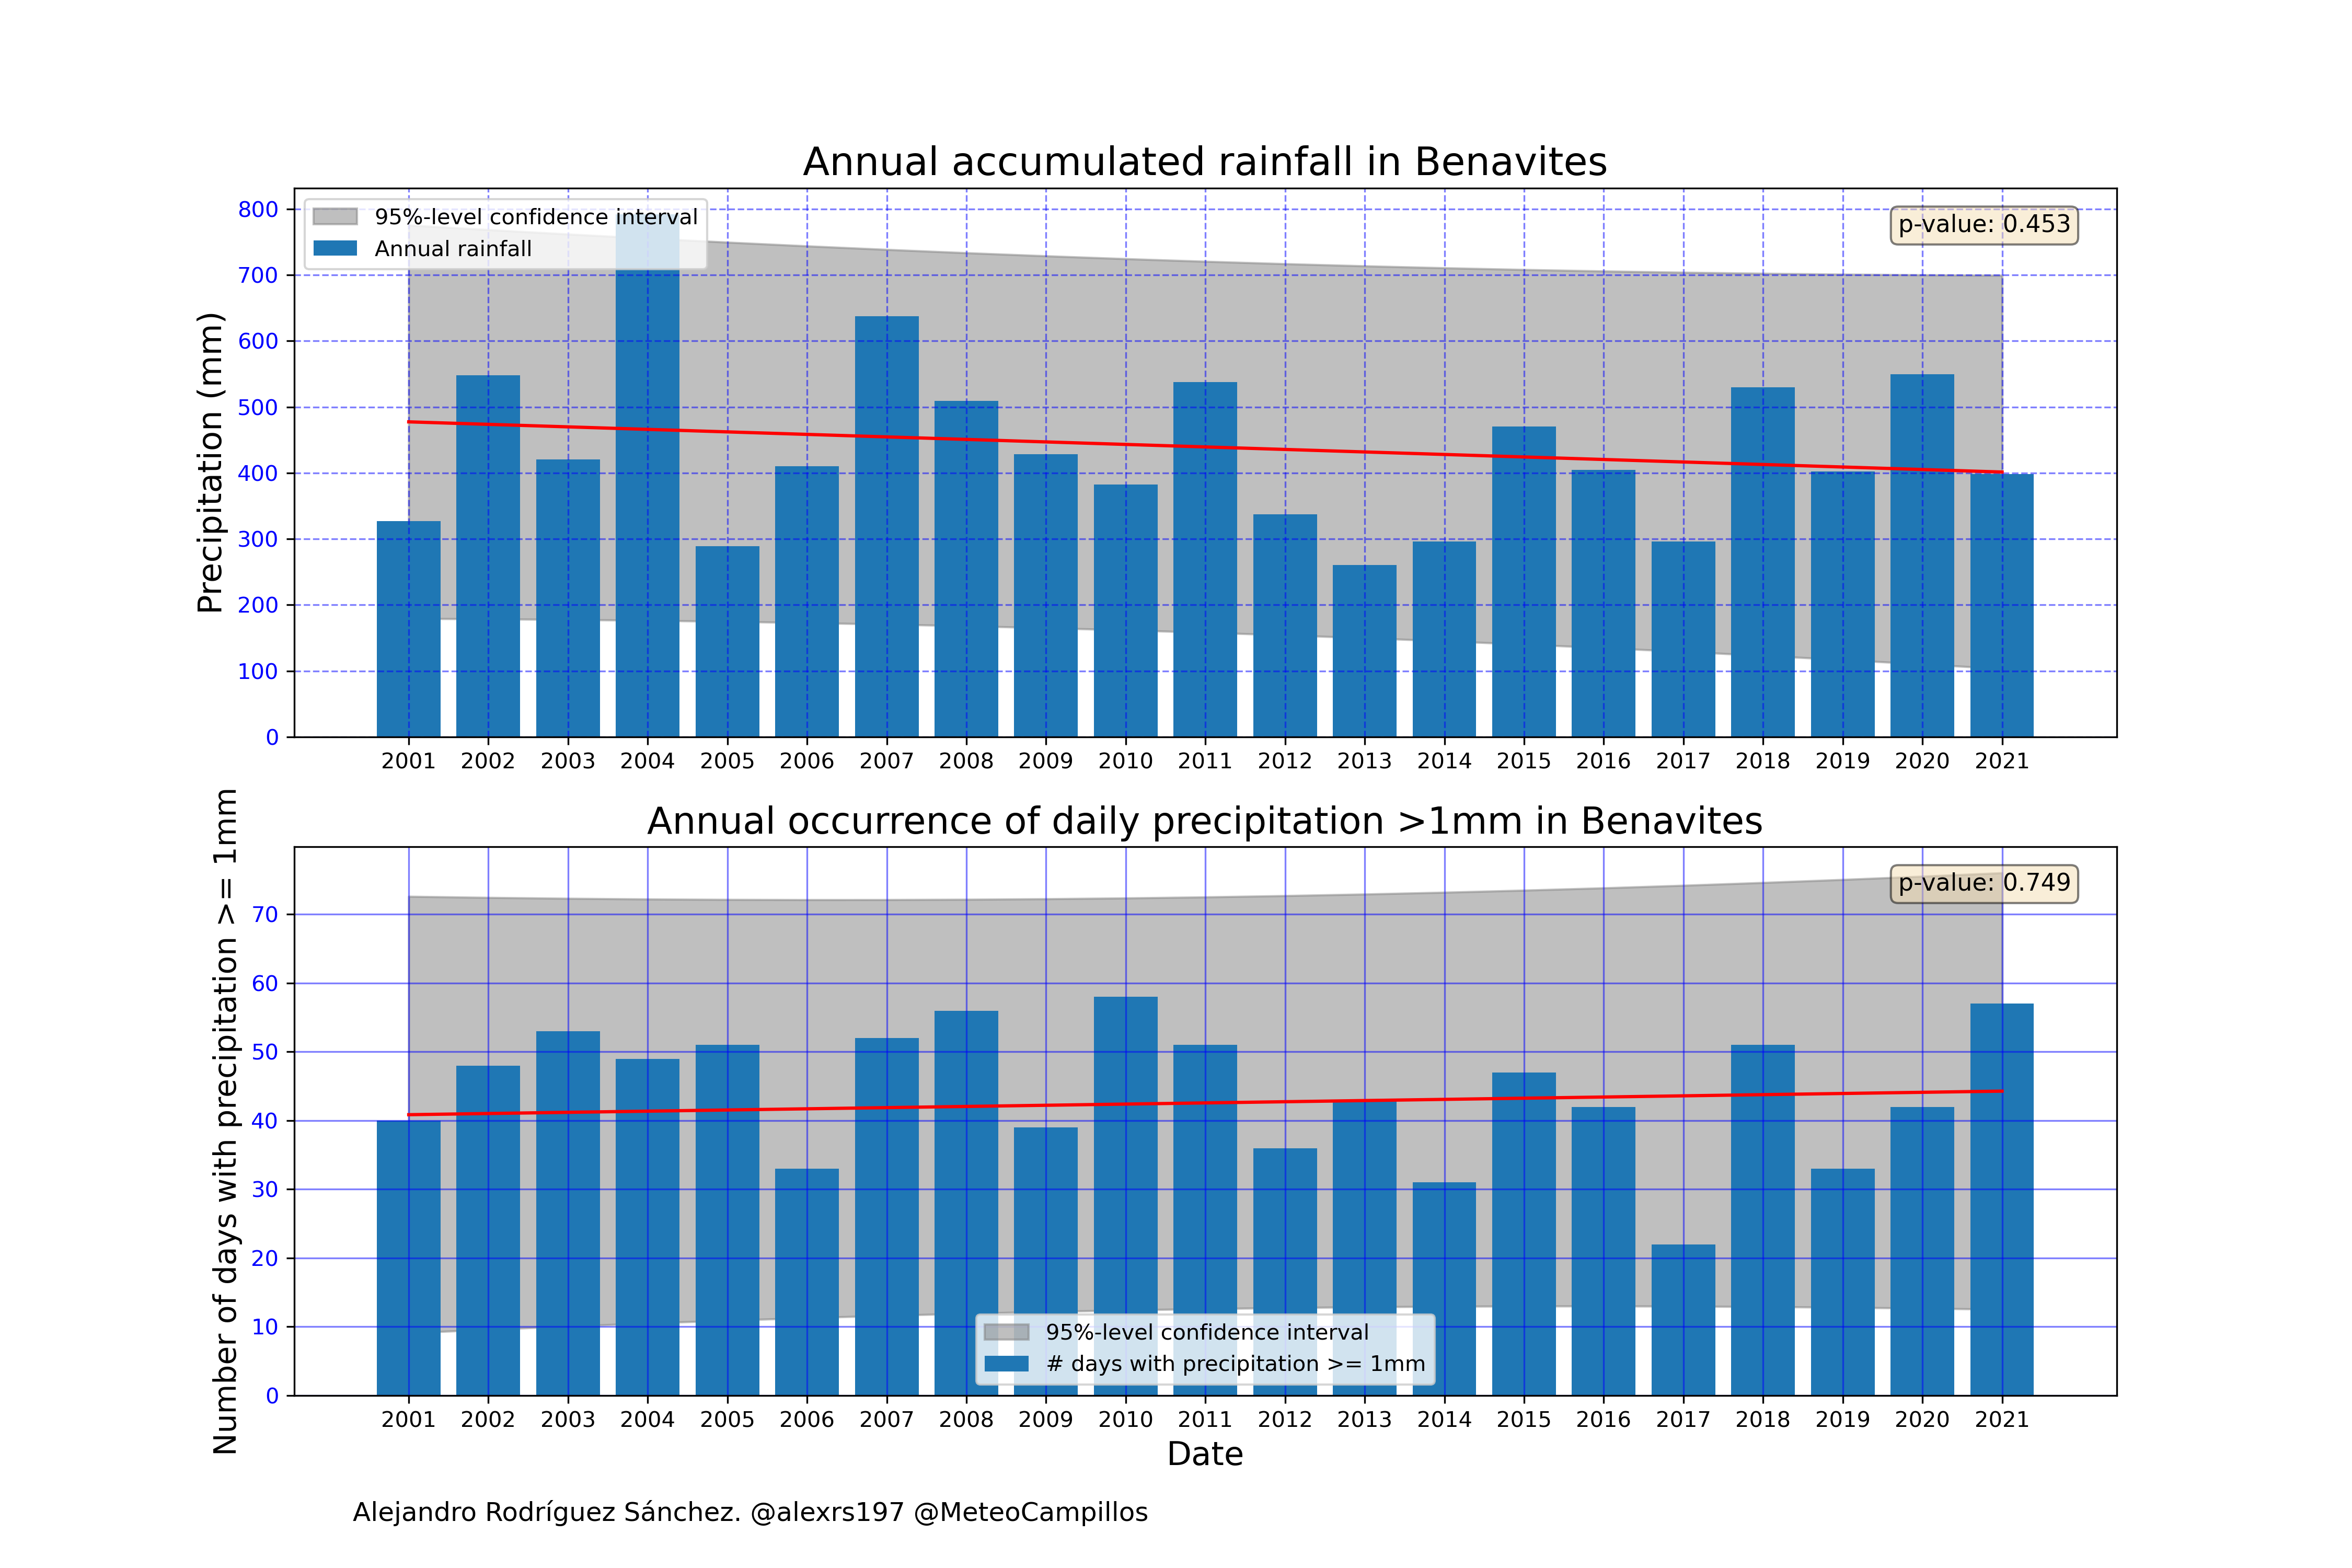 Annual accumulated rainfall in Benavites
95%-level confidence interval
Annual rainfall
p-value: 0.453
Precipitation (mm)
800
700
600
500
400
300
200
100
0
2001 2002 2003 2004 2005 2006 2007 2008 2009 2010 2011 2012 2013 2014 2015 2016 2017 2018 2019 2020 2021
Annual occurrence of daily precipitation >1mm in Benavites
p-value: 0.749
Number of days with precipitation >= 1mm
70
60
50
40
30
20
10
0
95%-level confidence interval
# days with precipitation >= 1mm
2001 2002 2003 2004 2005 2006 2007 2008 2009 2010 2011 2012 2013 2014 2015 2016 2017 2018 2019 2020 2021
Date
Alejandro Rodríguez Sánchez. @alexrs197 @MeteoCampillos